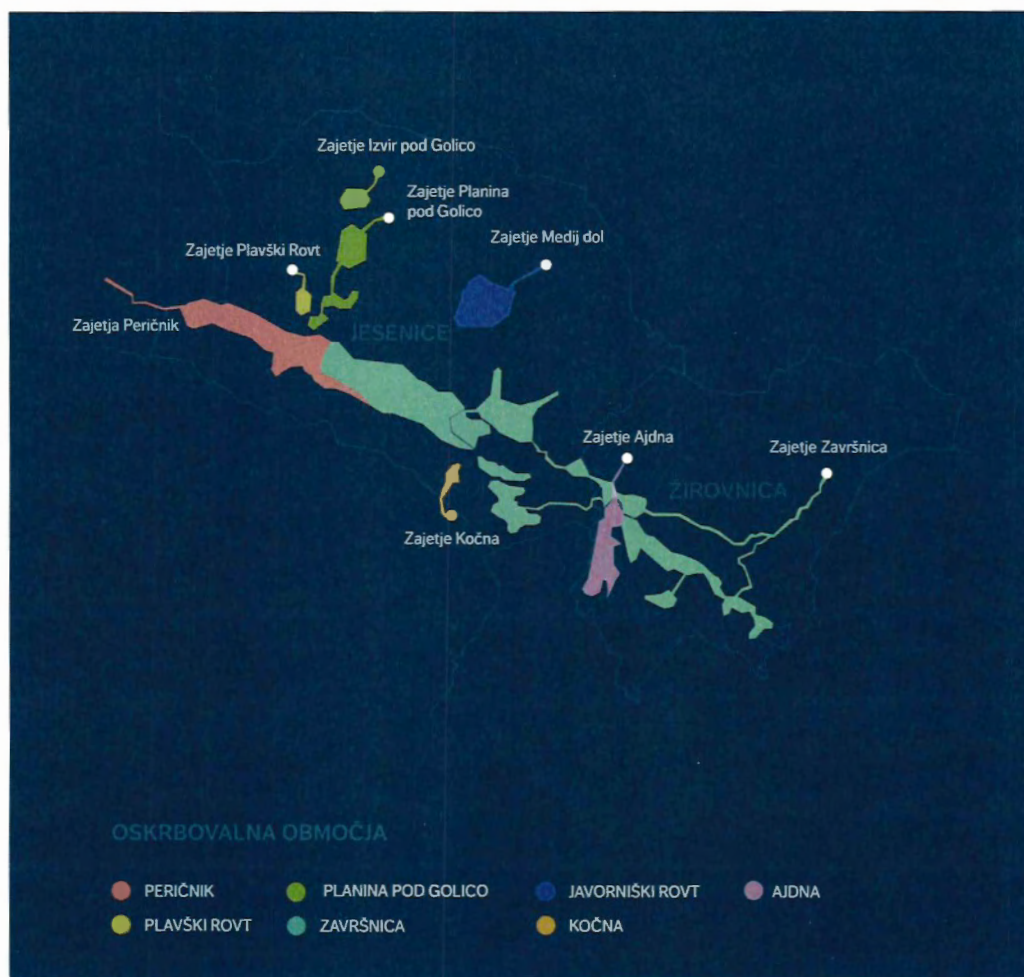 Zajetje Izvir pod Golico
Zajetje Planina
pod Golico
Zajetje Medij dol
Zajetje Plavški Rovt
Zajetja Peričnik
JESENICE
Zajetje Ajdna
Zajetje Završnica
ŽIROVNICA
Zajetje Kočna
OSKRBOVALNA OBMOČJA
PERIČNIK
PLANINA POD GOLICO
JAVORNIŠKI ROVT
AJDNA
PLAVŠKI ROVT
ZAVRŠNICA
KOČNA